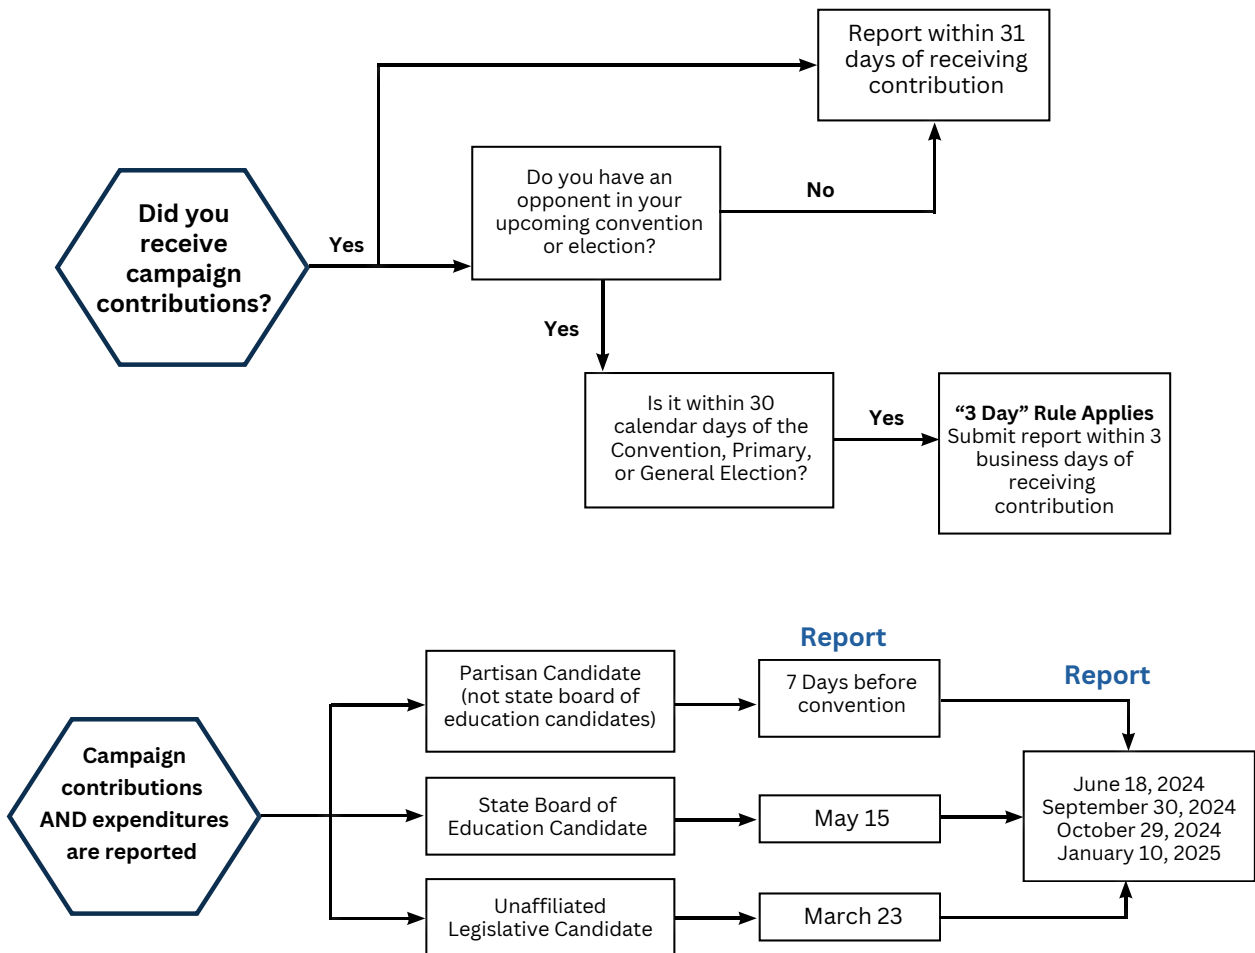 Report within 31
days of receiving
contribution
Did you
receive
campaign
contributions?
Yes
Do you have an
opponent in your
upcoming convention
or election?
No
Yes
Is it within 30
calendar days of the
Convention, Primary,
or General Election?
Yes
“3 Day” Rule Applies
Submit report within 3
business days of
receiving
contribution
Report
Report
Campaign
contributions
AND expenditures
are reported
Partisan Candidate
(not state board of
education candidates)
7 Days before
convention
State Board of
Education Candidate
May 15
Unaffiliated
Legislative Candidate
March 23
June 18, 2024
September 30, 2024
October 29, 2024
January 10, 2025